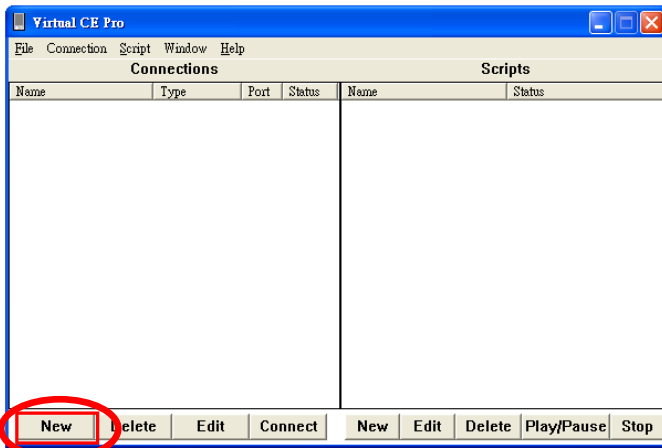 Virtual CE Pro
File Connection Script Window Help
Connections Scripts
Name Type Port Status Name Status
New Delete Edit Connect New Edit Delete Play/Pause Stop